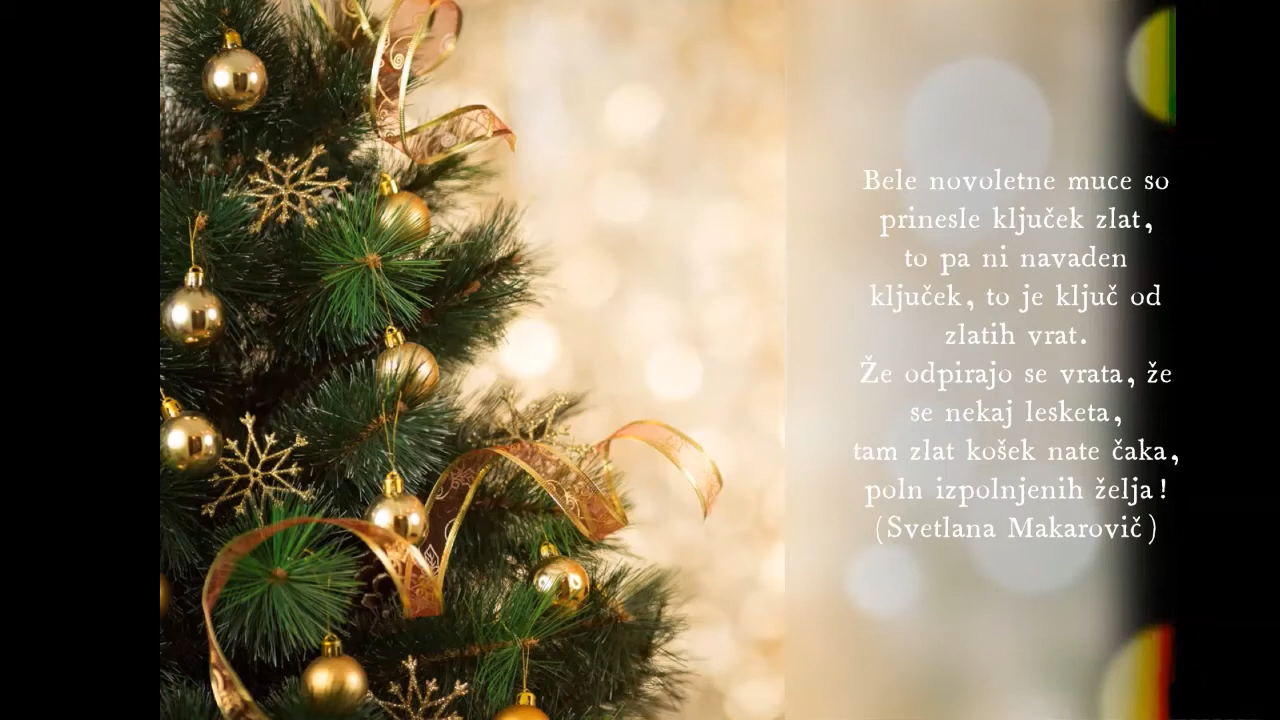 Bele novoletne muce so
prinesle ključek zlat,
to pa ni navaden
ključek, to je ključ od
zlatih vrat.
Že odpirajo se vrata, že
se nekaj lesketa,
tam zlat košek nate čaka,
poln izpolnjenih želja!
(Svetlana Makarovič)